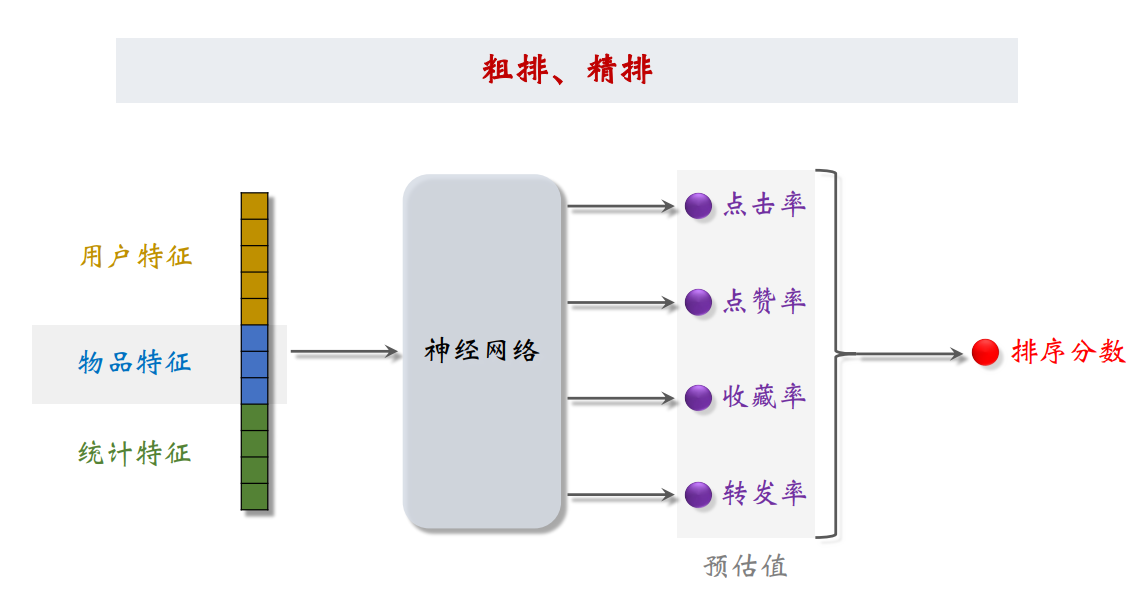 粗排、精排
用户特征
物品特征
统计特征
神经网络
点击率
点赞率
收藏率
转发率
预估值
排序分数